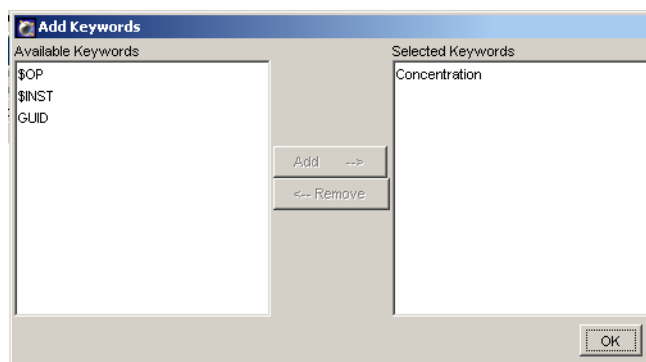 Add Keywords
Available Keywords
Selected Keywords
$OP
$INST
GUID
Concentration
Add -->
<-- Remove
OK